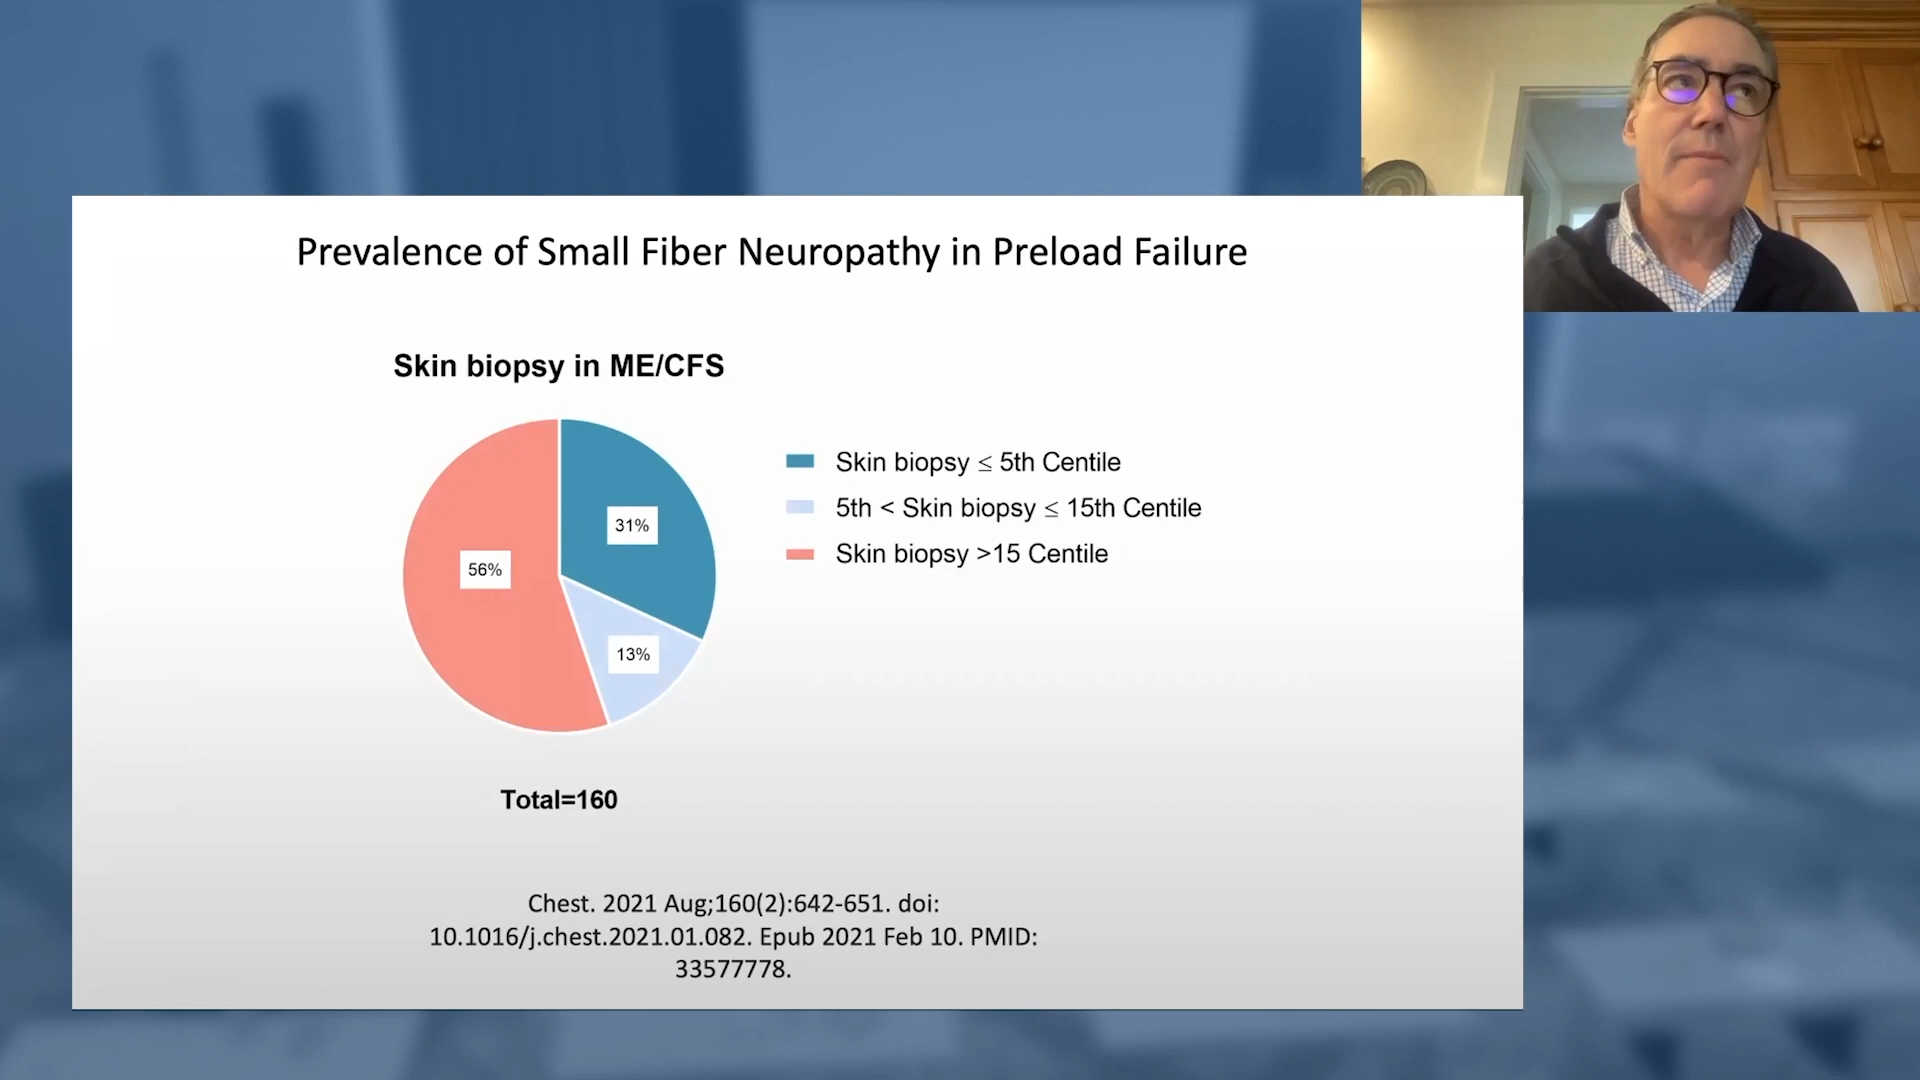 Prevalence of Small Fiber Neuropathy in Preload Failure
Skin biopsy in ME/CFS
31%
56%
13%
Skin biopsy ≤ 5th Centile
5th < Skin biopsy ≤ 15th Centile
Skin biopsy >15 Centile
Total=160
Chest. 2021 Aug;160(2):642-651. doi:
10.1016/j.chest.2021.01.082. Epub 2021 Feb 10. PMID:
33577778.